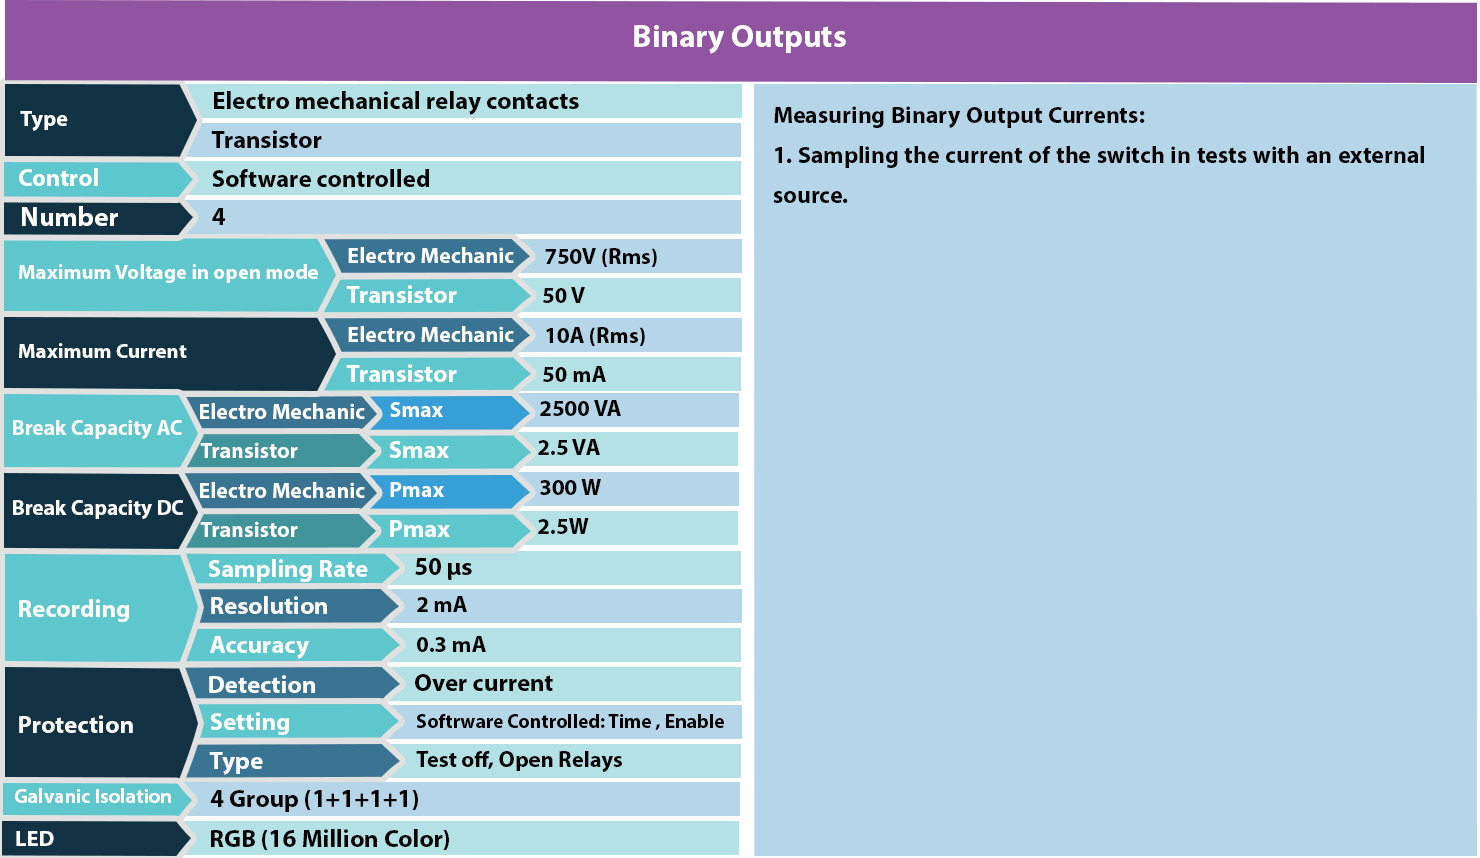 Binary Outputs
Type
Electro mechanical relay contacts
Transistor
Control
Software controlled
Number
4
Maximum Voltage in open mode
Electro Mechanic
750V (Rms)
Transistor
50 V
Maximum Current
Electro Mechanic
10A (Rms)
Transistor
50 mA
Break Capacity AC
Electro Mechanic
Smax
2500 VA
Transistor
Smax
2.5 VA
Break Capacity DC
Electro Mechanic
Pmax
300 W
Transistor
Pmax
2.5W
Recording
Sampling Rate
50 µs
Resolution
2 mA
Accuracy
0.3 mA
Protection
Detection
Over current
Setting
Softrware Controlled: Time , Enable
Type
Test off, Open Relays
Galvanic Isolation
4 Group (1+1+1+1)
LED
RGB (16 Million Color)
Measuring Binary Output Currents:
1. Sampling the current of the switch in tests with an external
source.